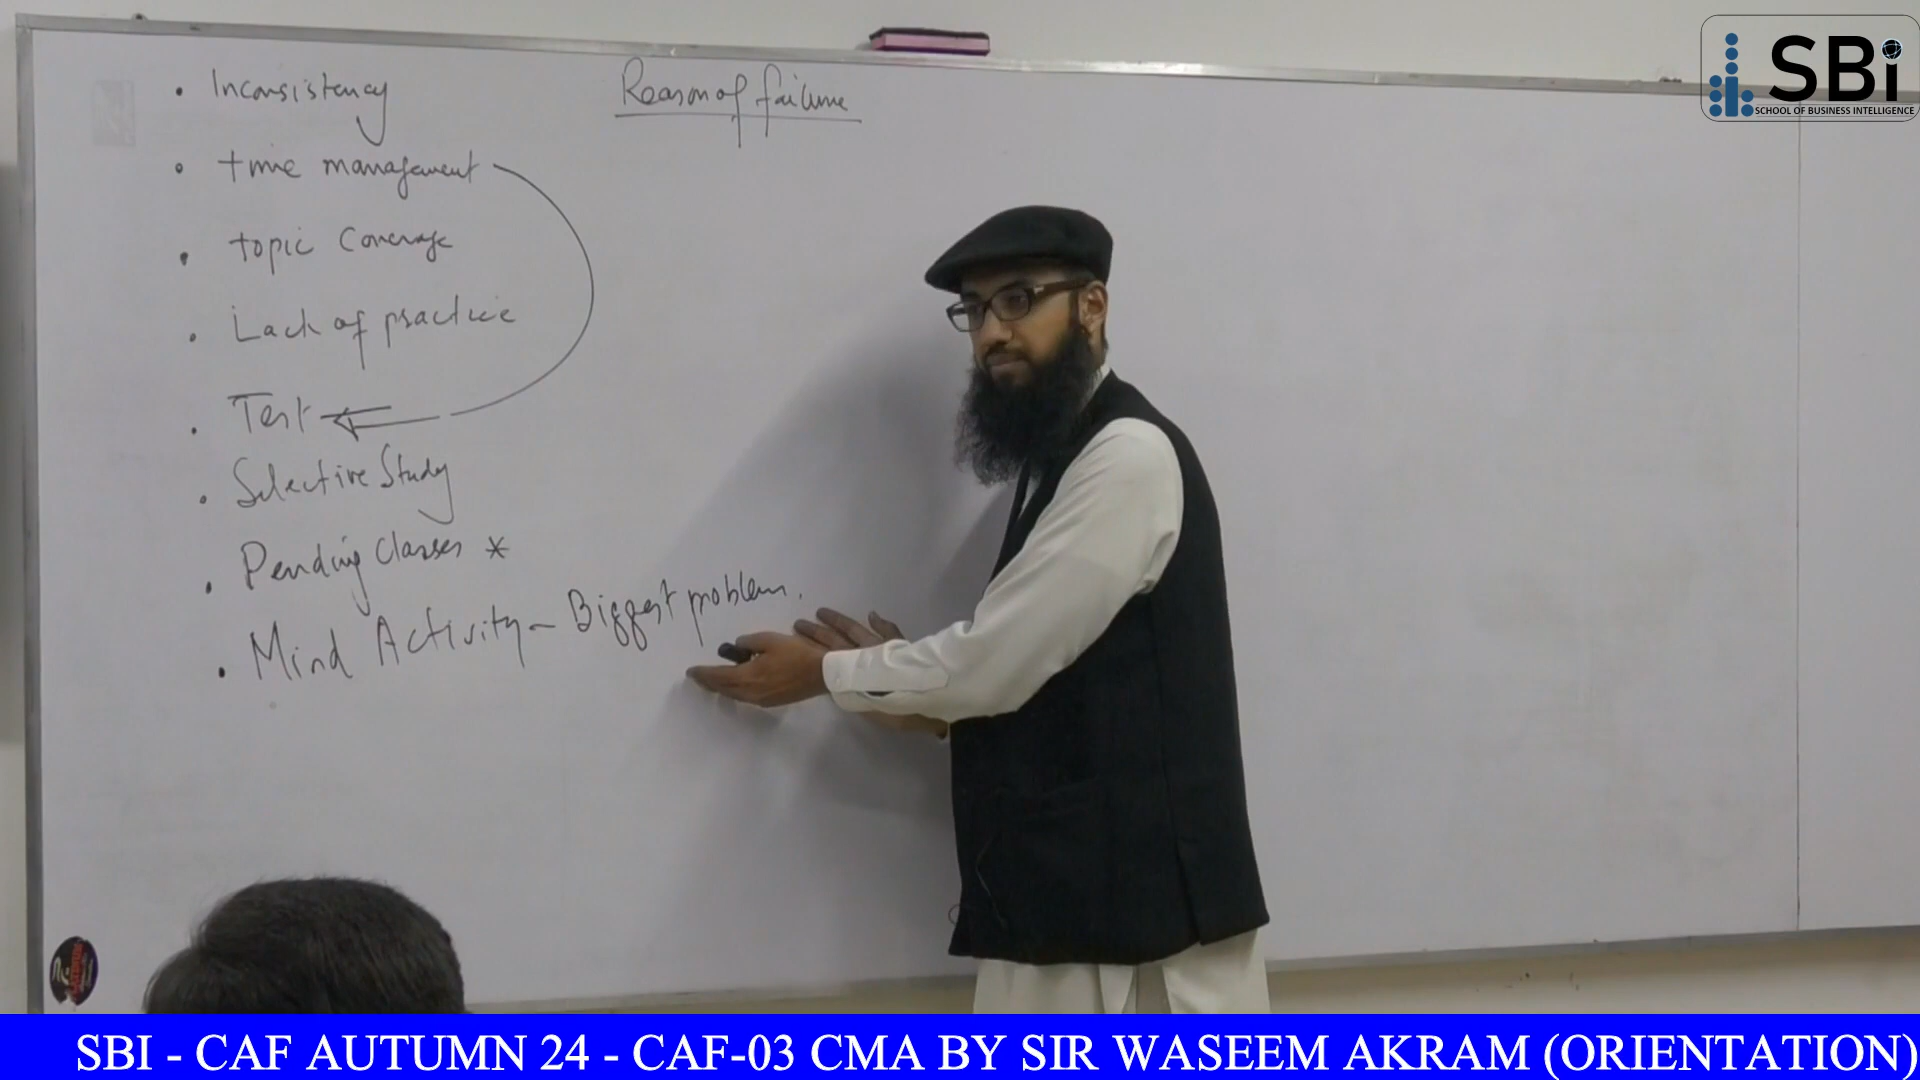 Reason of failure
• Inconsistency
• time management
• topic Coverage
• Lack of practice
• Test
• Selective Study
• Pending Classes *
• Mind Activity - Biggest problem.
SBi
SCHOOL OF BUSINESS INTELLIGENCE
SBI - CAF AUTUMN 24 - CAF-03 CMA BY SIR WASEEM AKRAM (ORIENTATION)